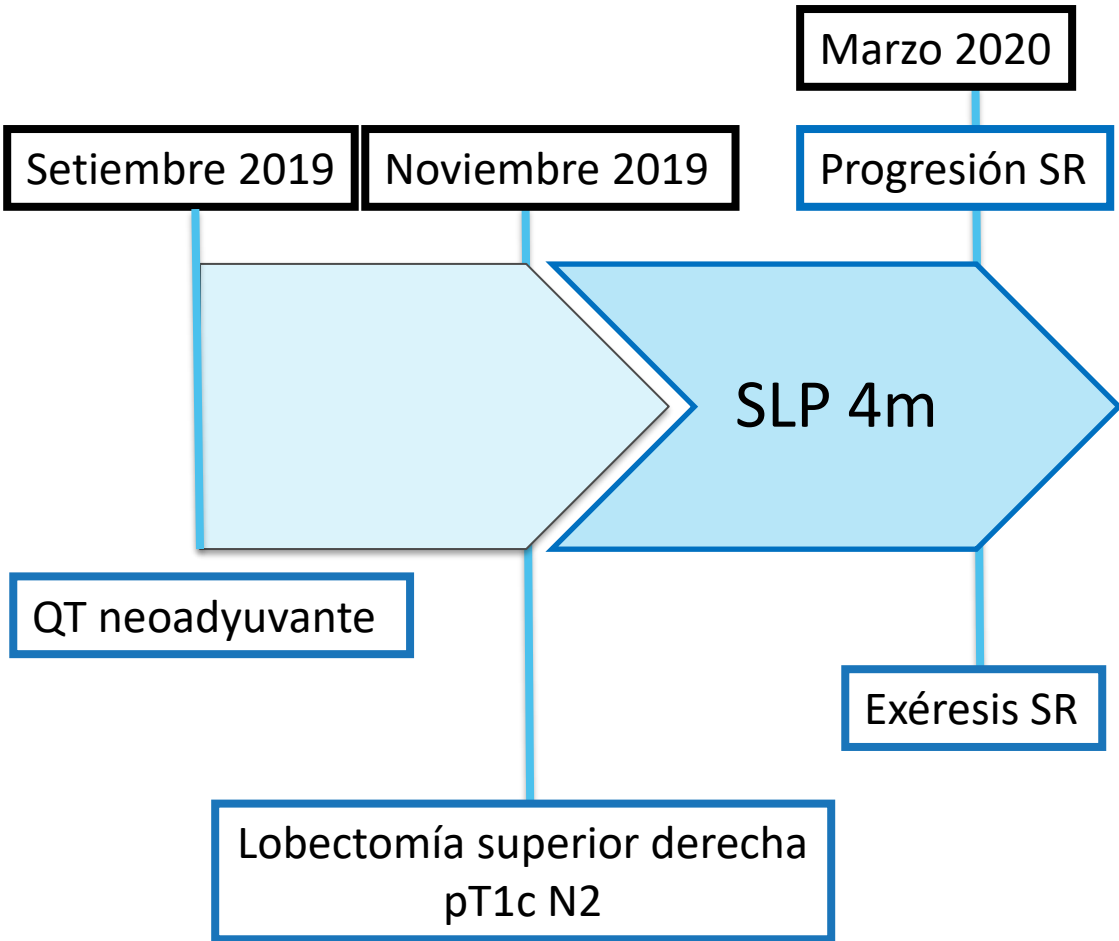 Marzo 2020
Setiembre 2019
Noviembre 2019
Progresión SR
SLP 4m
QT neoadyuvante
Exéresis SR
Lobectomía superior derecha
pT1c N2